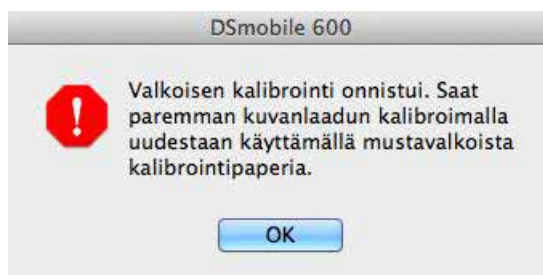 DSmobile 600
Valkoisen kalibrointi onnistui. Saat
paremman kuvanlaadun kalibroimalla
uudestaan käyttämällä mustavalkoista
kalibrointipaperia.
OK